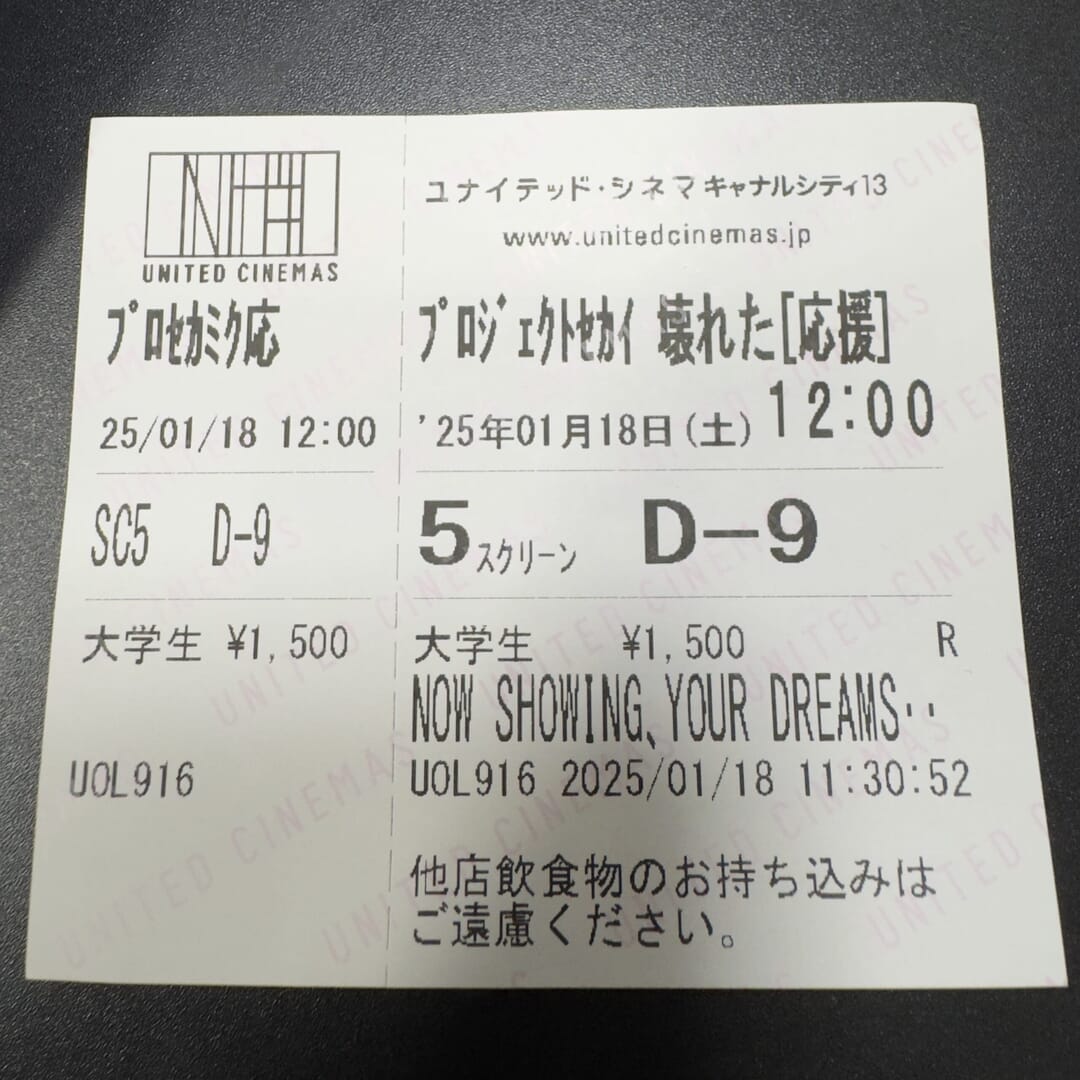 UNITED CINEMAS
プロセカミク応
25/01/18 12:00
SC5 D-9
大学生 ¥1,500
UOL916
ユナイテッド・シネマ キャナルシティ13
www.unitedcinemas.jp
プロジェクトセカイ 壊れた[応援]
'25年01月18日(土) 12:00
5スクリーン D-9
大学生 ¥1,500 R
NOW SHOWING、YOUR DREAMS‥
UOL916 2025/01/18 11:30:52
他店飲食物のお持ち込みは
ご遠慮ください。